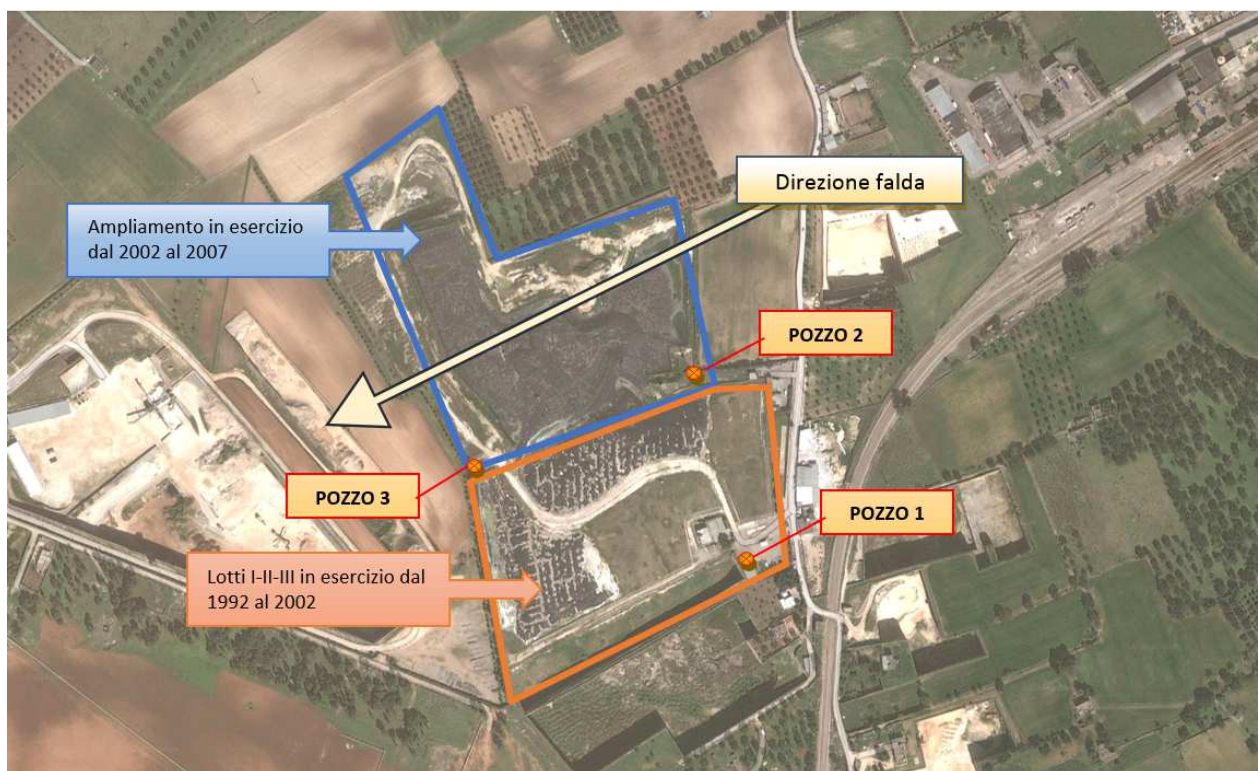 Direzione falda
Ampliamento in esercizio
dal 2002 al 2007
POZZO 2
POZZO 3
POZZO 1
Lotti I-II-III in esercizio dal
1992 al 2002